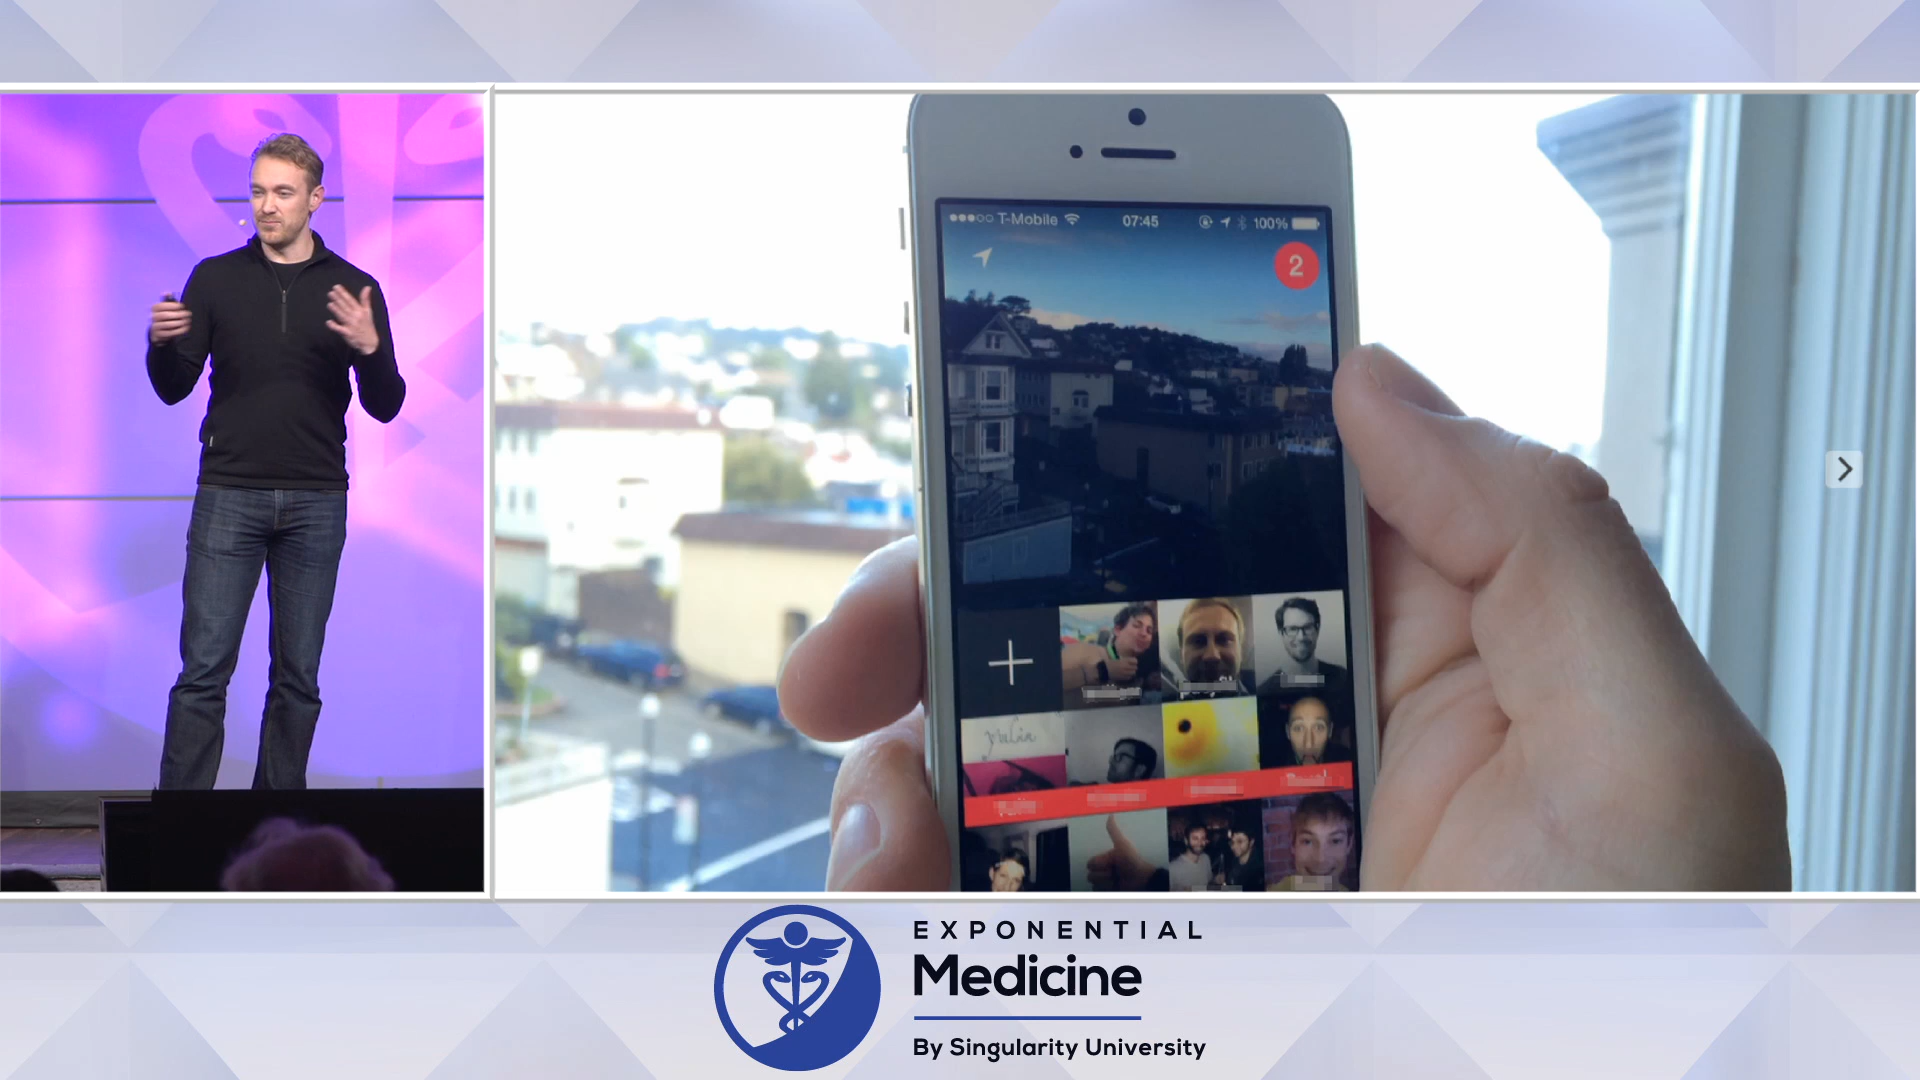 T-Mobile 07:45 100%
2
EXPONENTIAL
Medicine
By Singularity University